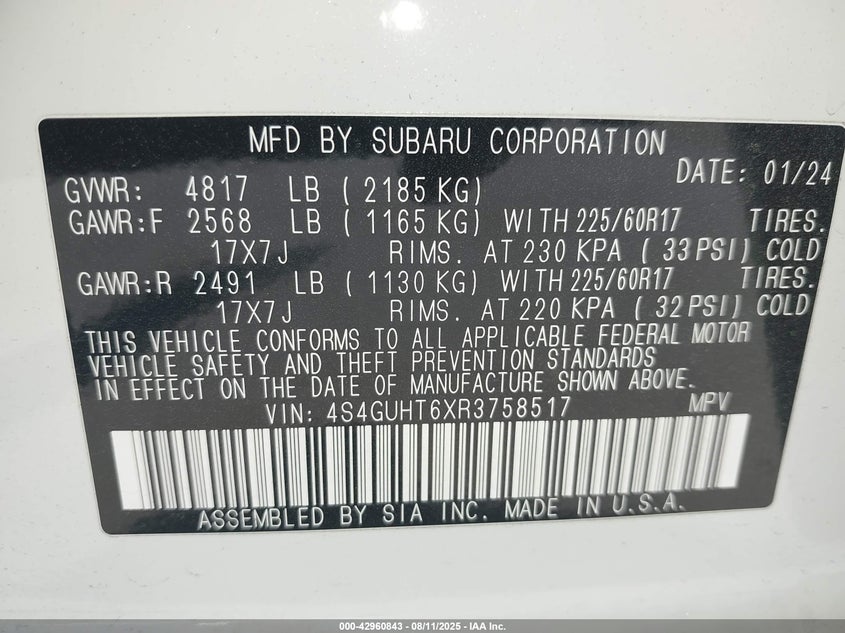 MFD BY SUBARU CORPORATION
DATE: 01/24
GVWR: 4817 LB ( 2185 KG)
GAWR:F 2568 LB ( 1165 KG) WITH 225/60R17 TIRES.
17X7J RIMS. AT 230 KPA ( 33 PSI) COLD
GAWR:R 2491 LB ( 1130 KG) WITH 225/60R17 TIRES.
17X7J RIMS. AT 220 KPA ( 32 PSI) COLD
THIS VEHICLE CONFORMS TO ALL APPLICABLE FEDERAL MOTOR
VEHICLE SAFETY AND THEFT PREVENTION STANDARDS
IN EFFECT ON THE DATE OF MANUFACTURE SHOWN ABOVE.
VIN: 4S4GUHT6XR3758517 MPV
ASSEMBLED BY SIA INC. MADE IN U.S.A.
000-42960843 - 08/11/2025 - IAA Inc.